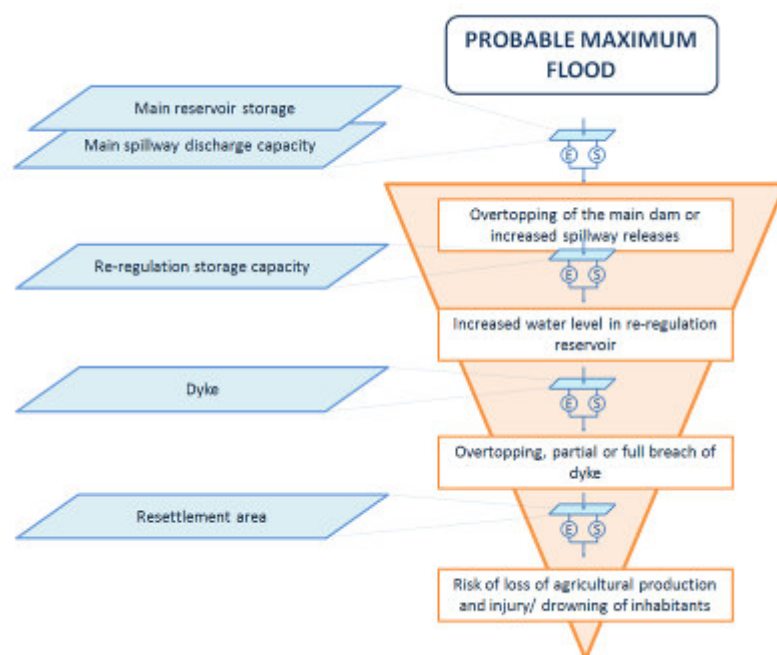 PROBABLE MAXIMUM
FLOOD
Main reservoir storage
Main spillway discharge capacity
E S
Overtopping of the main dam or
increased spillway releases
Re-regulation storage capacity
E S
Increased water level in re-regulation
reservoir
Dyke
E S
Overtopping, partial or full breach of
dyke
Resettlement area
E S
Risk of loss of agricultural production
and injury/ drowning of inhabitants